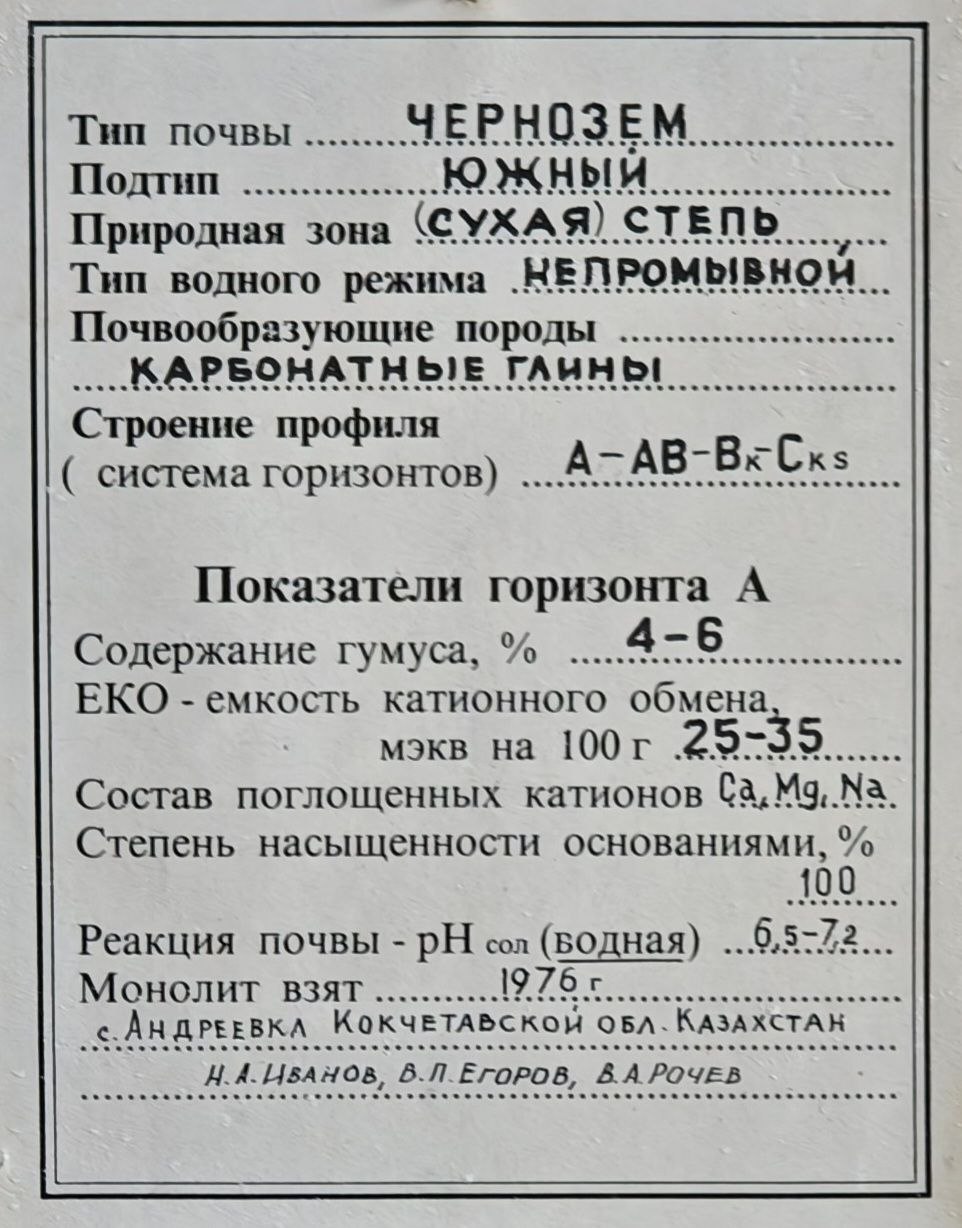 Тип почвы ..... ЧЕРНОЗЕМ .....
Подтип ..... ЮЖНЫЙ .....
Природная зона (СУХАЯ) СТЕПЬ .....
Тип водного режима НЕПРОМЫВНОЙ ...
Почвообразующие породы .....
..... КАРБОНАТНЫЕ ГЛИНЫ .....
Строение профиля
( система горизонтов) А-АВ-Вк-Скs
Показатели горизонта А
Содержание гумуса, % ..... 4-6 .....
ЕКО - емкость катионного обмена,
мэкв на 100 г 25-35 .....
Состав поглощенных катионов Ca, Mg, Na
Степень насыщенности основаниями, %
100
Реакция почвы - pH сол (водная) ... 6,5-7,2 ...
Монолит взят ..... 1976 г .....
с. АНДРЕЕВКА КОКЧЕТАВСКОЙ ОБЛ. КАЗАХСТАН
Н.А.ИВАНОВ, В.П.ЕГОРОВ, В.А.РОЧЕВ